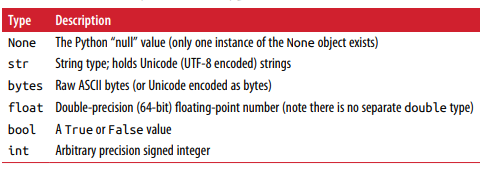 Type Description
None The Python “null” value (only one instance of the None object exists)
str String type; holds Unicode (UTF-8 encoded) strings
bytes Raw ASCII bytes (or Unicode encoded as bytes)
float Double-precision (64-bit) floating-point number (note there is no separate double type)
bool A True or False value
int Arbitrary precision signed integer